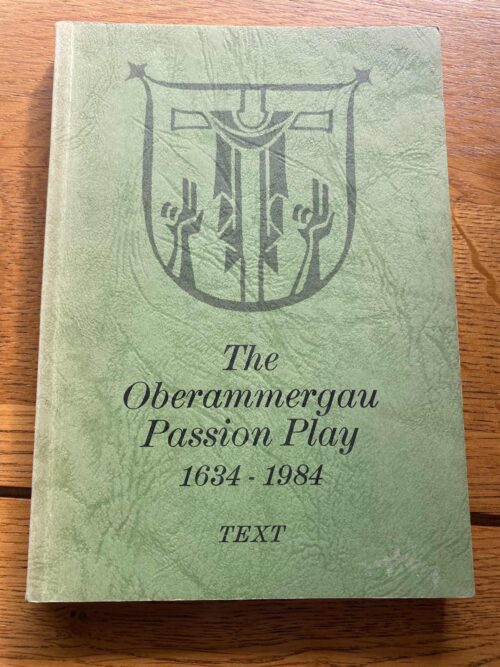 The
Oberammergau
Passion Play
1634 - 1984
TEXT